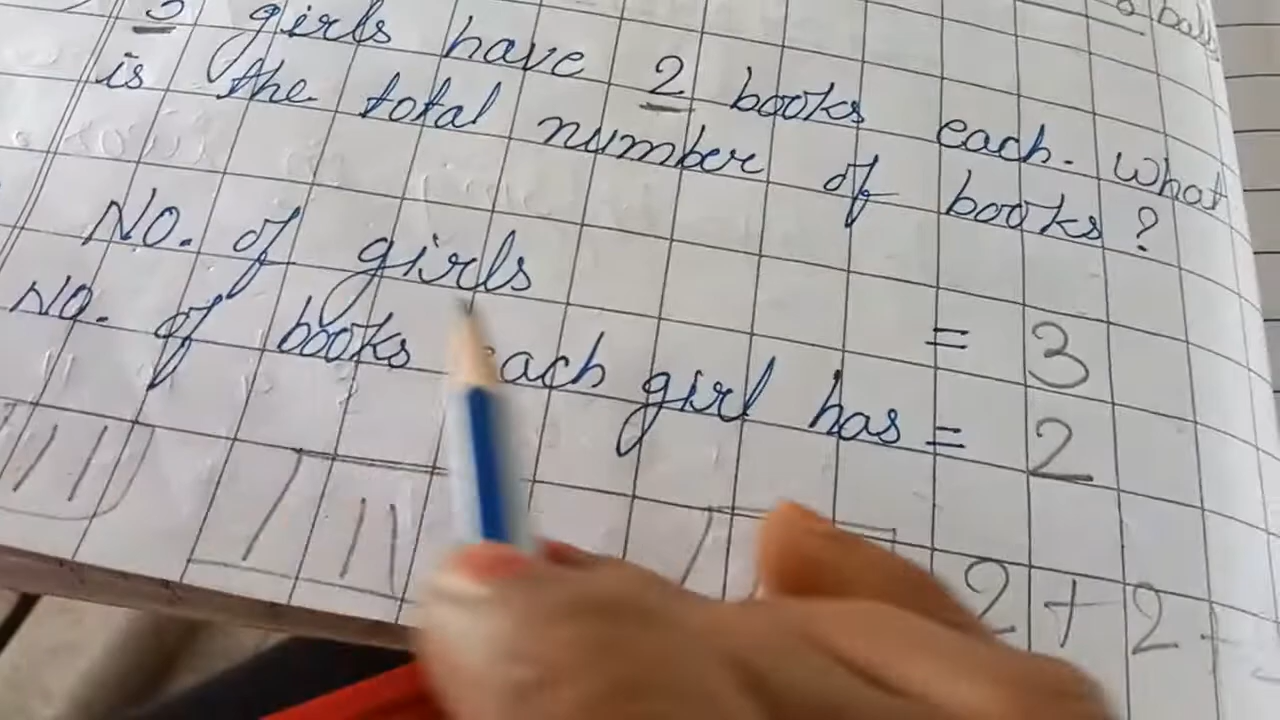 3 girls have 2 books each. What
is the total number of books?
No. of girls = 3
No. of books each girl has = 2
2 + 2 +